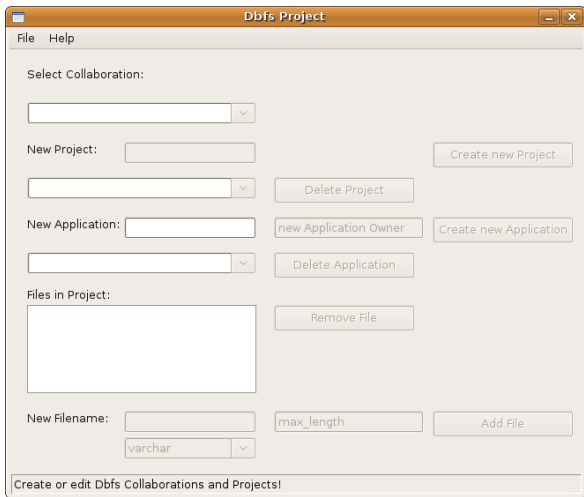 Dbfs Project
File Help
Select Collaboration:
New Project:
Create new Project
Delete Project
New Application:
new Application Owner
Create new Application
Delete Application
Files in Project:
Remove File
New Filename:
max_length
Add File
varchar
Create or edit Dbfs Collaborations and Projects!